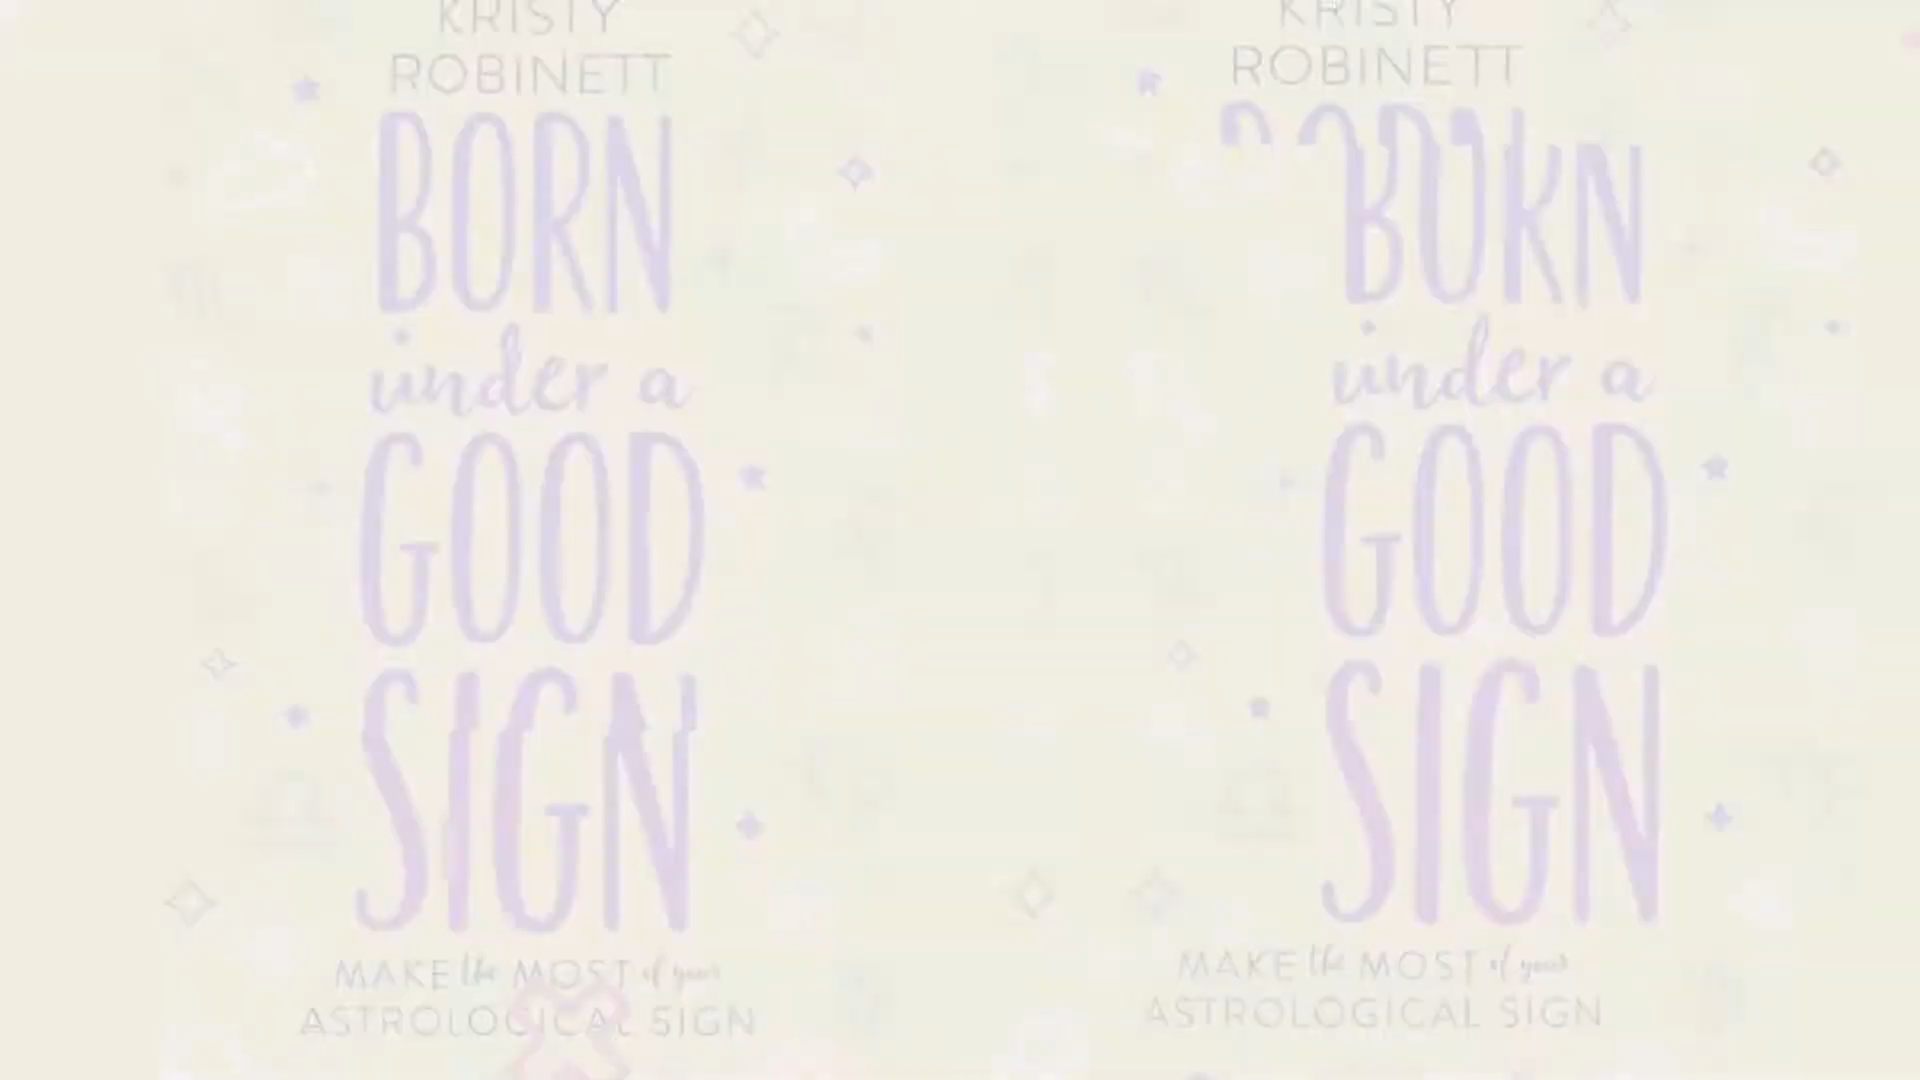 KRISTY
ROBINETT
BORN
under a
GOOD
SIGN
MAKE the MOST of your
ASTROLOGICAL SIGN
KRISTY
ROBINETT
BORN
under a
GOOD
SIGN
MAKE the MOST of your
ASTROLOGICAL SIGN